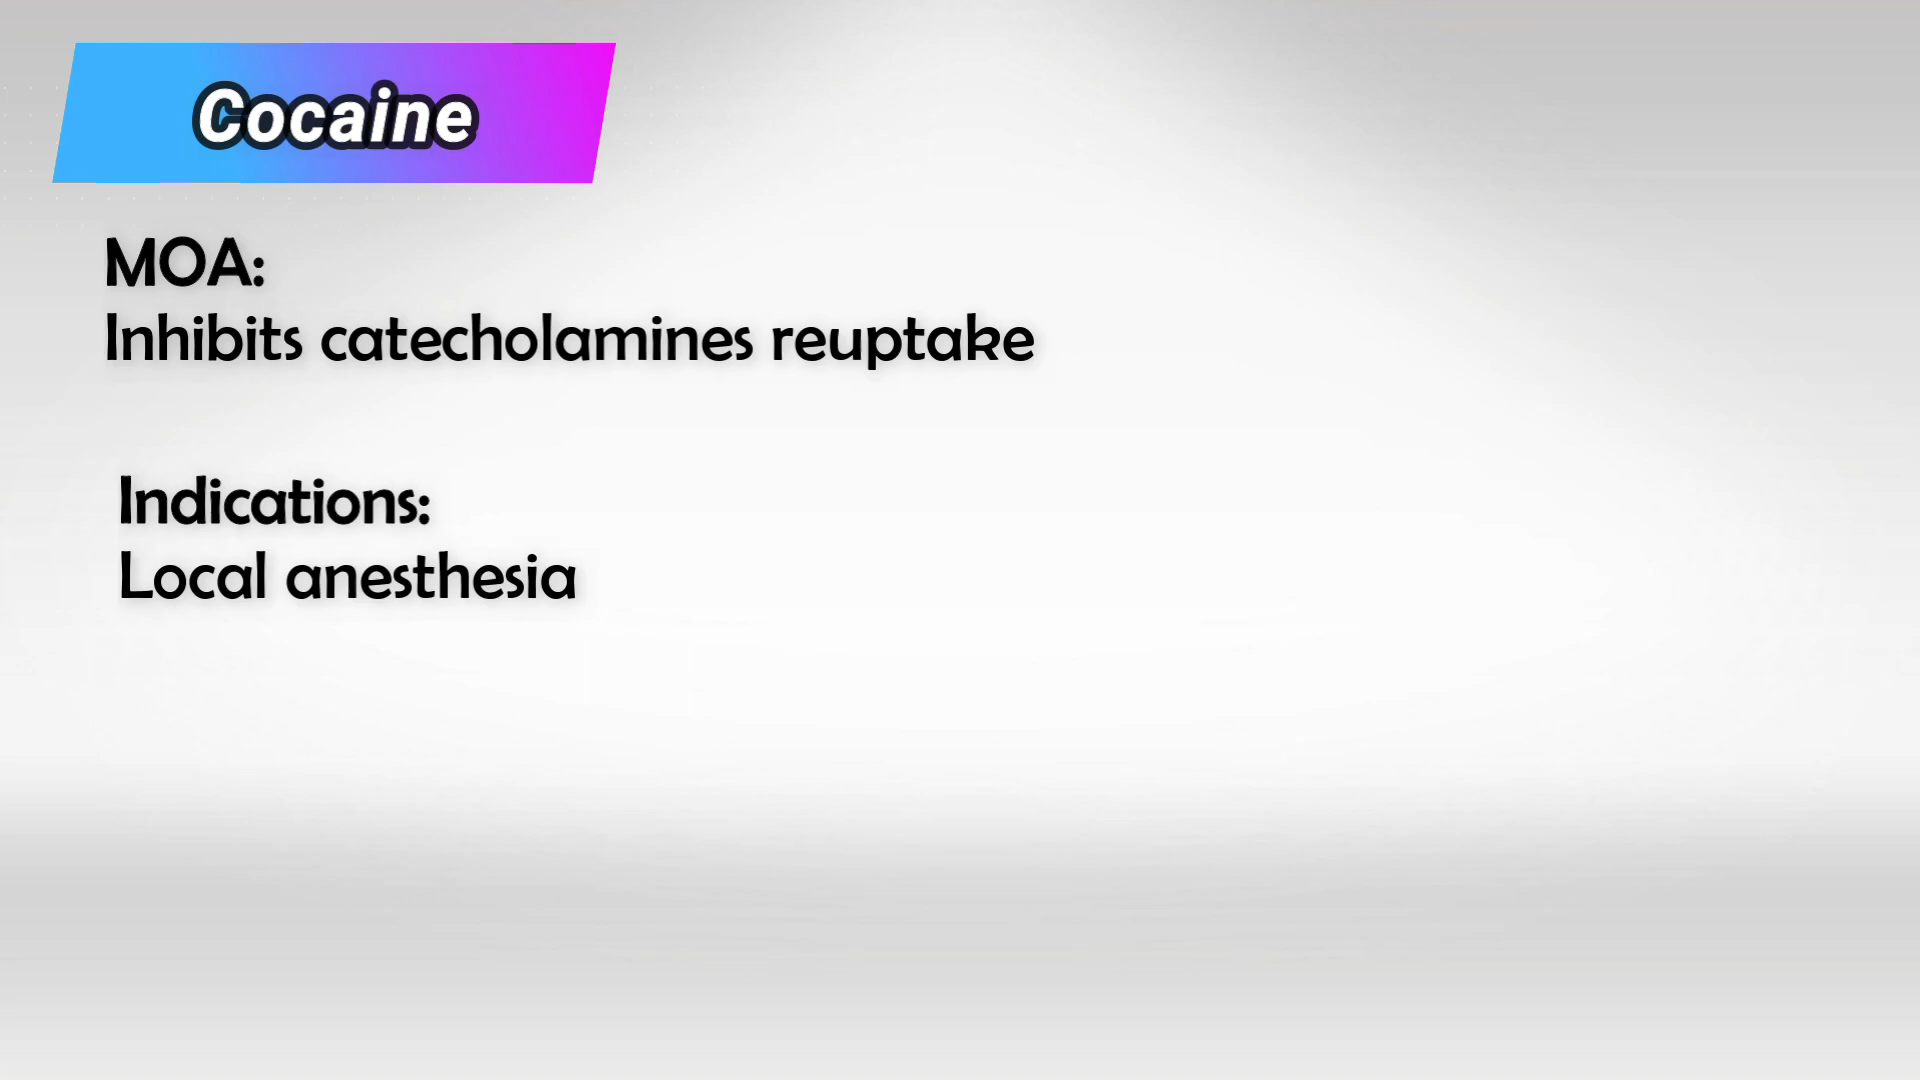 Cocaine
MOA:
Inhibits catecholamines reuptake
Indications:
Local anesthesia